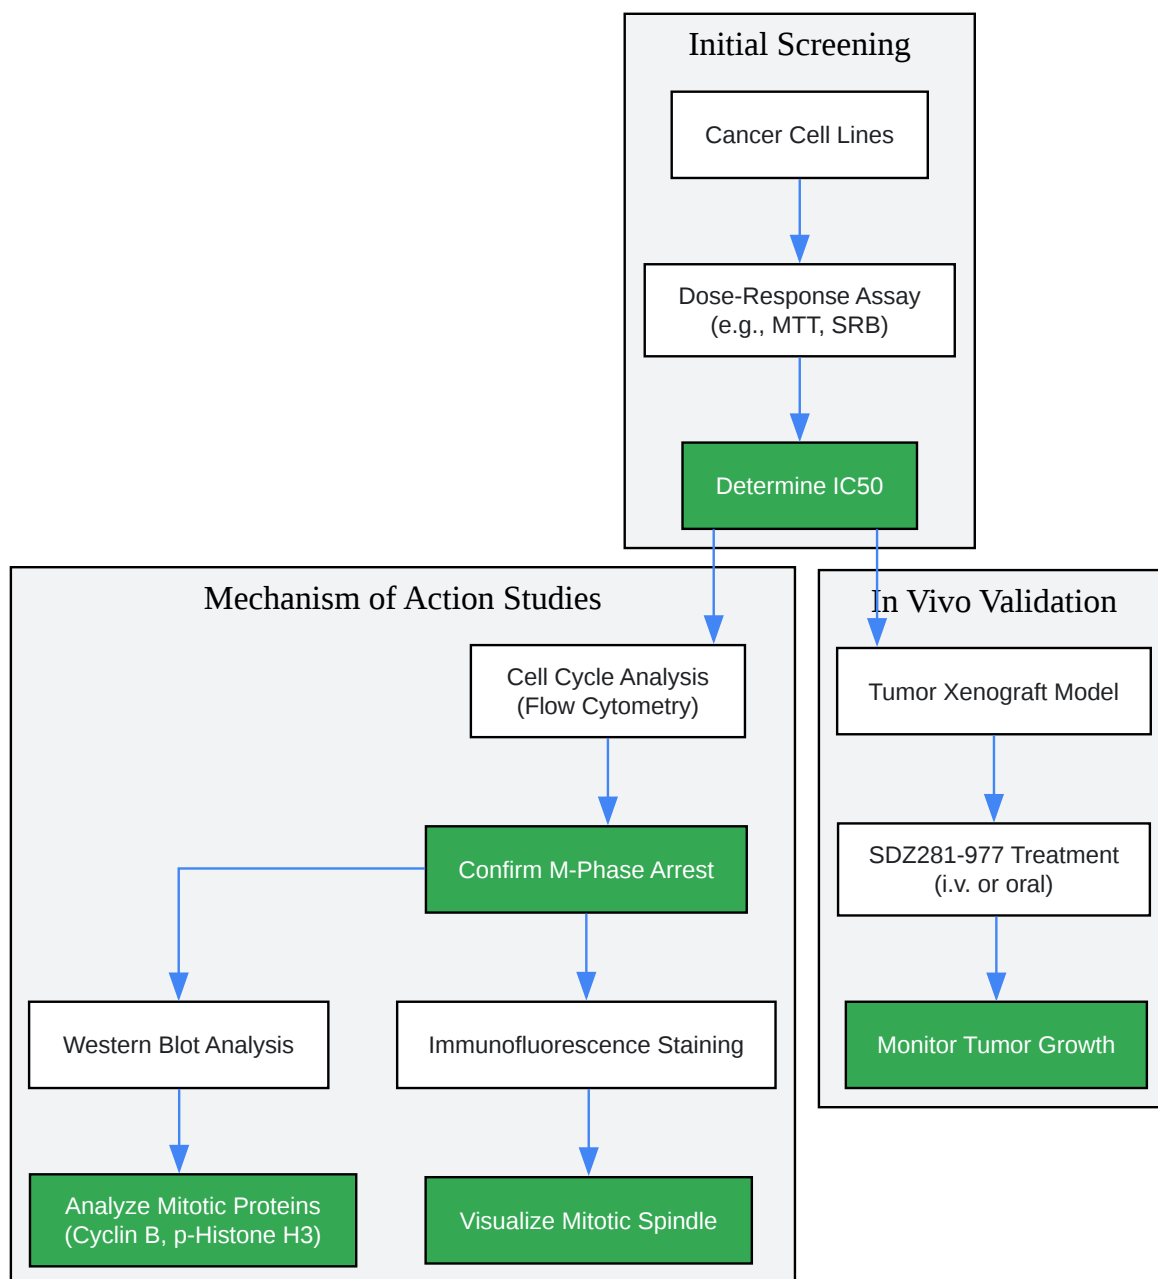 Initial Screening
Cancer Cell Lines
Dose-Response Assay
(e.g., MTT, SRB)
Determine IC50
Mechanism of Action Studies
Cell Cycle Analysis
(Flow Cytometry)
Confirm M-Phase Arrest
Western Blot Analysis
Immunofluorescence Staining
Analyze Mitotic Proteins
(Cyclin B, p-Histone H3)
Visualize Mitotic Spindle
In Vivo Validation
Tumor Xenograft Model
SDZ281-977 Treatment
(i.v. or oral)
Monitor Tumor Growth